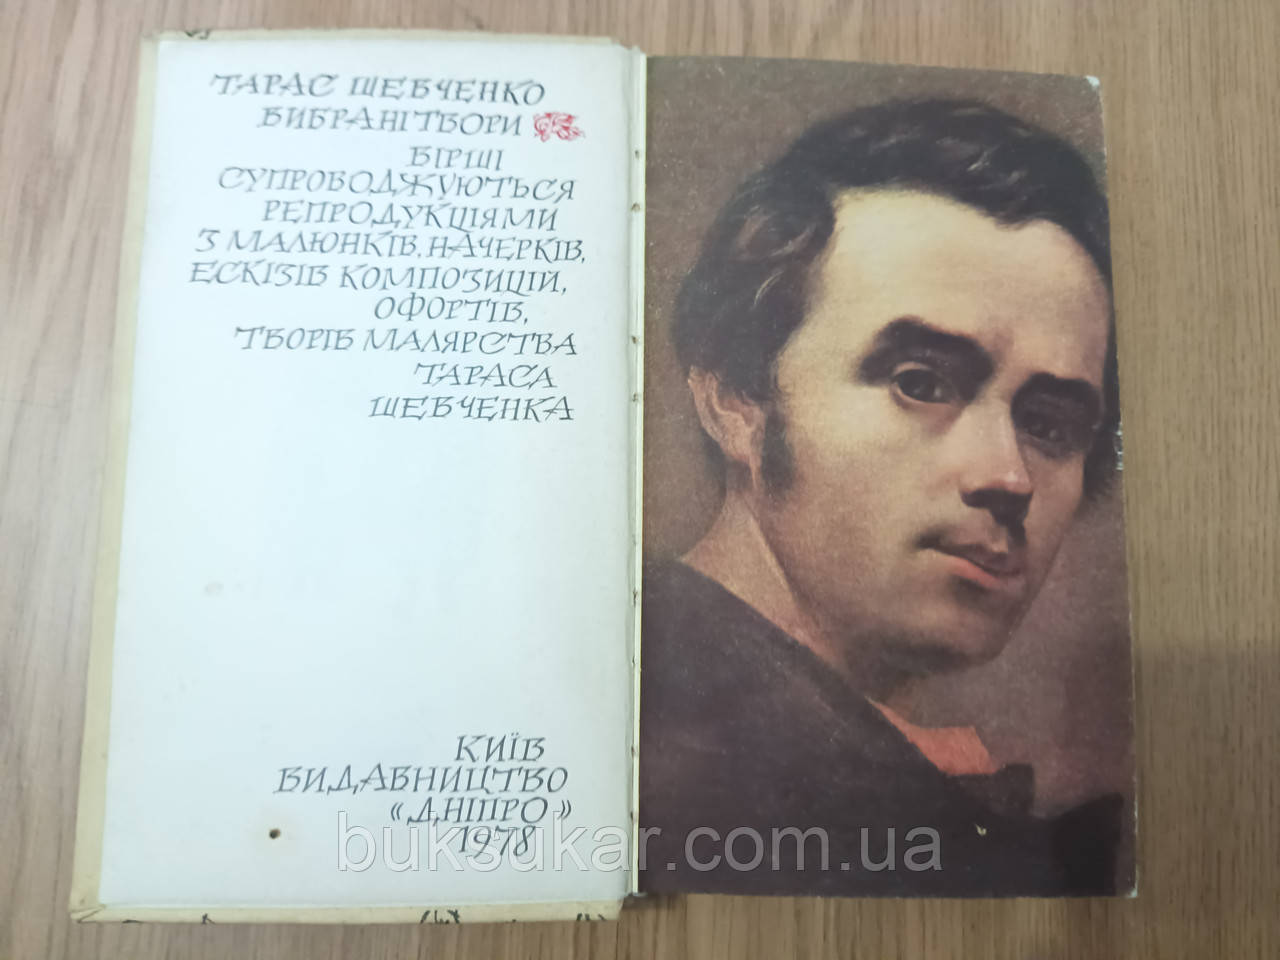 ТАРАС ШЕВЧЕНКО
ВИБРАНІ ТВОРИ
ВІРШІ
СУПРОВОДЖУЮТЬСЯ
РЕПРОДУКЦІЯМИ
З МАЛЮНКІВ, НАЧЕРКІВ,
ЕСКІЗІВ КОМПОЗИЦІЙ,
ОФОРТІВ,
ТВОРІВ МАЛЯРСТВА
ТАРАСА
ШЕВЧЕНКА
КИЇВ
ВИДАВНИЦТВО
«ДНІПРО»
1978
buksukar.com.ua